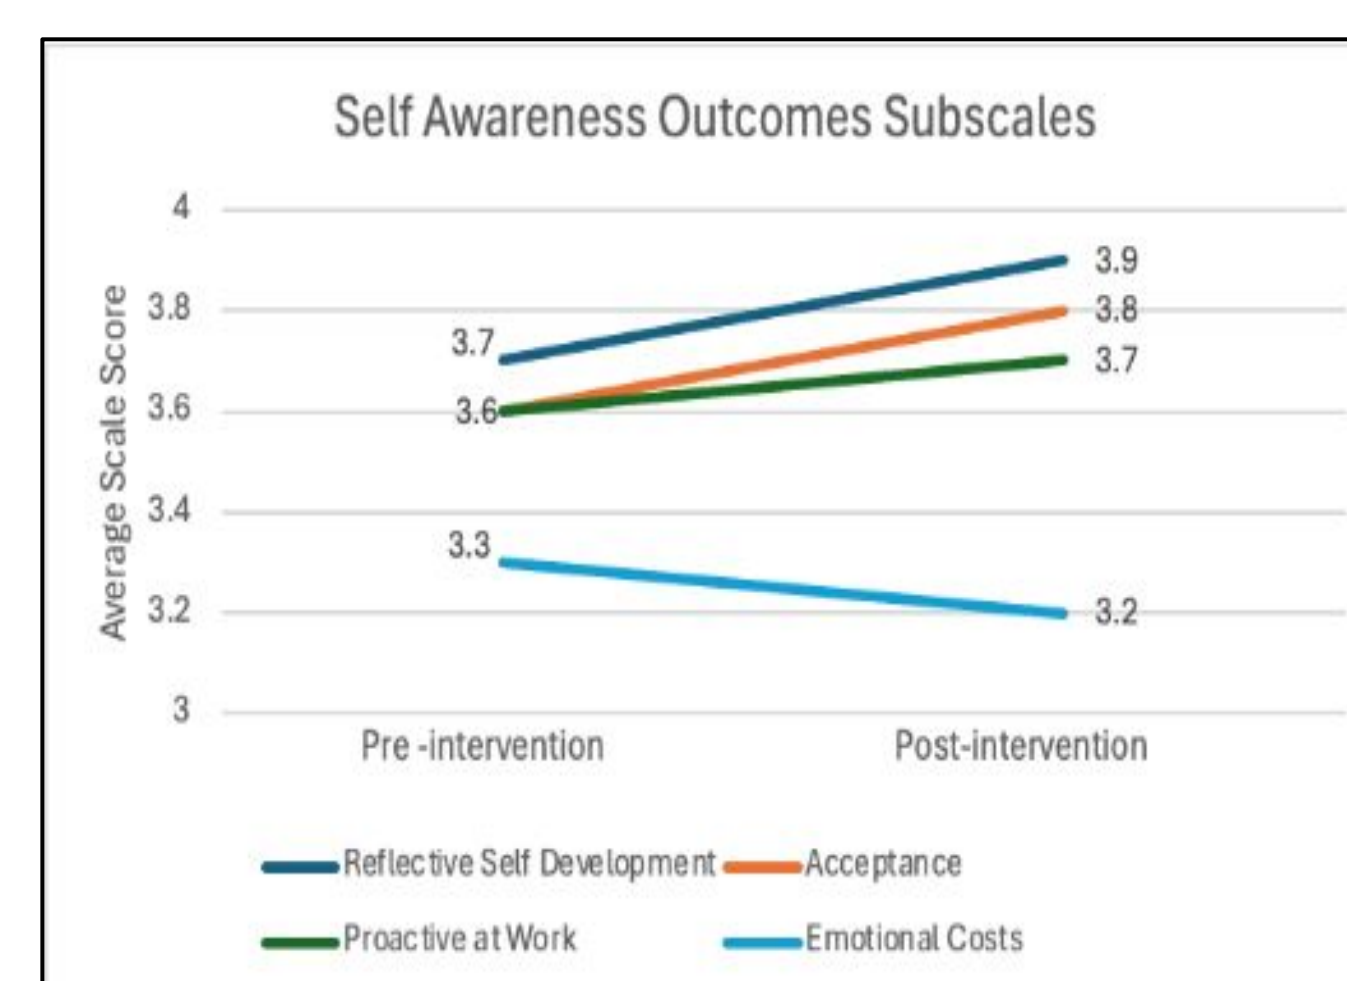 Self Awareness Outcomes Subscales
Average Scale Score
4
3.8
3.6
3.4
3.2
3
3.7
3.6
3.3
3.9
3.8
3.7
3.2
Pre -intervention Post-intervention
Reflective Self Development Acceptance
Proactive at Work Emotional Costs